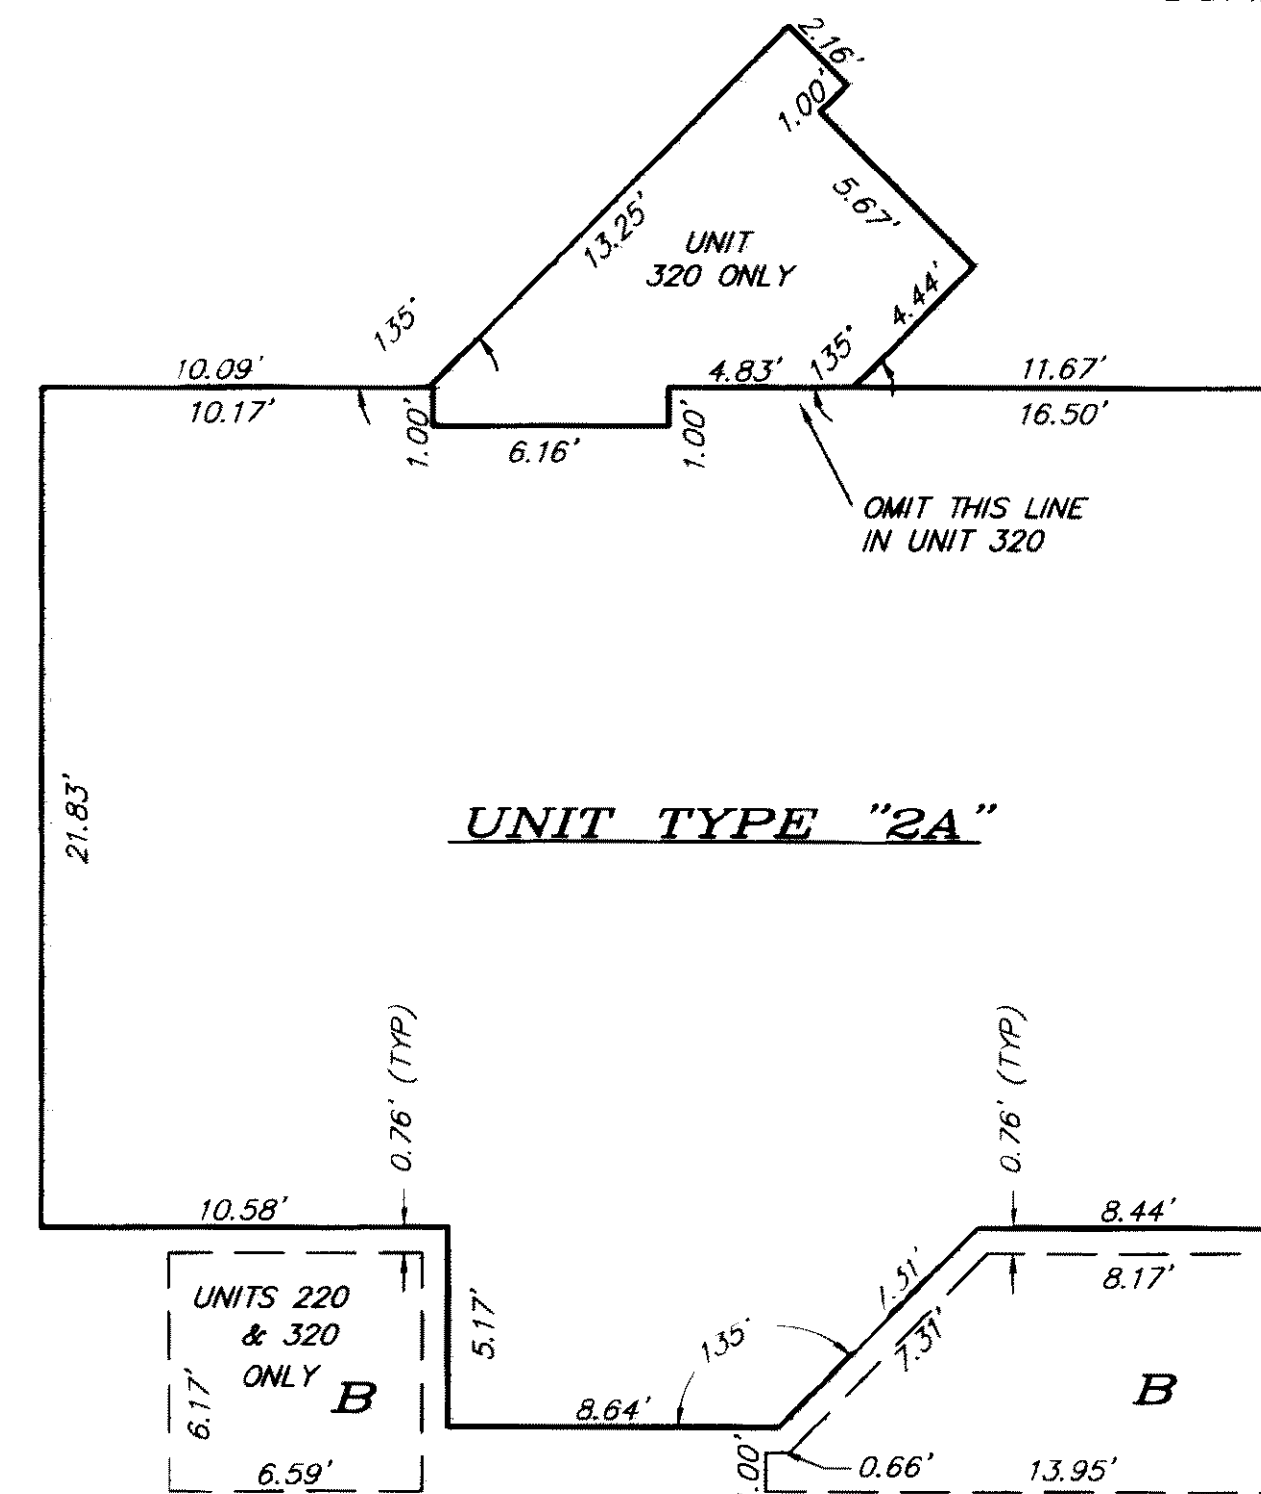 2.16'
1.00'
5.67'
13.25'
UNIT
320 ONLY
4.44'
135°
135°
10.09'
4.83'
11.67'
10.17'
1.00'
6.16'
1.00'
16.50'
OMIT THIS LINE
IN UNIT 320
21.83'
UNIT TYPE "2A"
0.76' (TYP)
0.76' (TYP)
10.58'
8.44'
8.17'
UNITS 220
& 320
ONLY
B
6.17'
6.59'
5.17'
135°
7.31'
8.64'
B
.00'
0.66'
13.95'